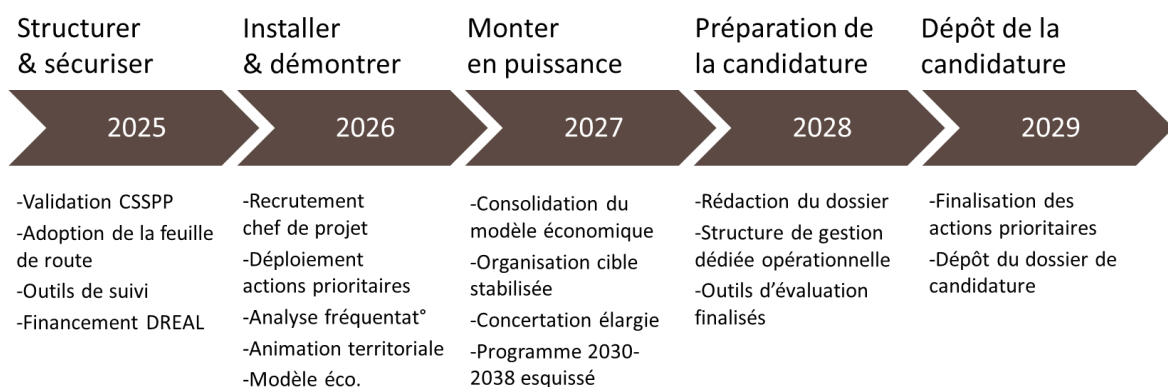 Structurer
& sécuriser
Installer
& démontrer
Monter
en puissance
Préparation de
la candidature
Dépôt de la
candidature
2025
2026
2027
2028
2029
-Validation CSSPP
-Adoption de la feuille
de route
-Outils de suivi
-Financement DREAL
-Recrutement
chef de projet
-Déploiement
actions prioritaires
-Analyse fréquentat°
-Animation territoriale
-Modèle éco.
-Consolidation du
modèle économique
-Organisation cible
stabilisée
-Concertation élargie
-Programme 2030-
2038 esquissé
-Rédaction du dossier
-Structure de gestion
dédiée opérationnelle
-Outils d’évaluation
finalisés
-Finalisation des
actions prioritaires
-Dépôt du dossier de
candidature